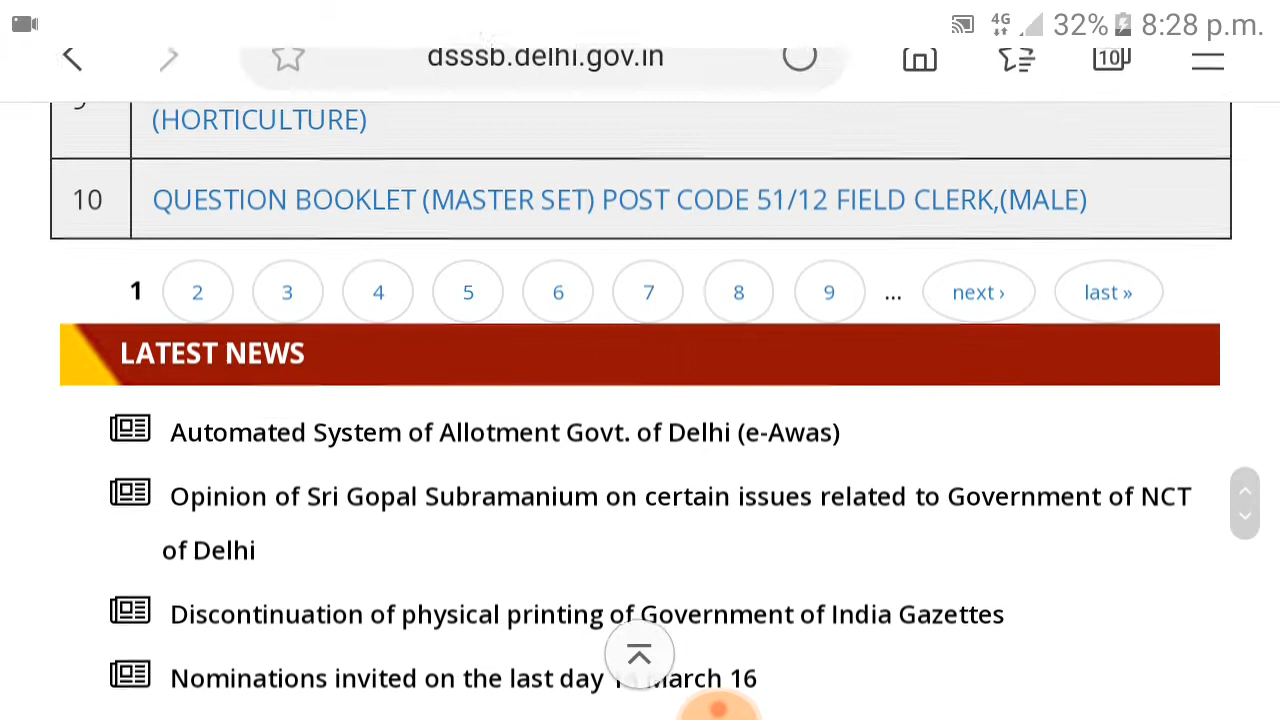 4G 32% 8:28 p.m.
dsssb.delhi.gov.in 10
(HORTICULTURE)
10 QUESTION BOOKLET (MASTER SET) POST CODE 51/12 FIELD CLERK,(MALE)
1 2 3 4 5 6 7 8 9 ... next › last »
LATEST NEWS
Automated System of Allotment Govt. of Delhi (e-Awas)
Opinion of Sri Gopal Subramanium on certain issues related to Government of NCT
of Delhi
Discontinuation of physical printing of Government of India Gazettes
Nominations invited on the last day March 16